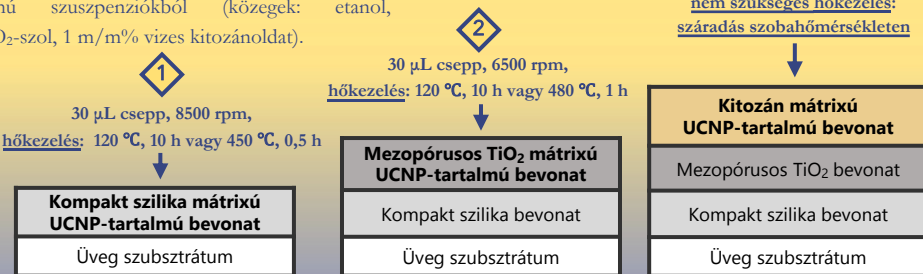 mű szuszpenziókból (közegek: etanol,
O₂-szol, 1 m/m% vizes kitozánoldat).
1
30 µL csepp, 8500 rpm,
hőkezelés: 120 ℃, 10 h vagy 450 ℃, 0,5 h
Kompakt szilika mátrixú
UCNP-tartalmú bevonat
Üveg szubsztrátum
2
30 µL csepp, 6500 rpm,
hőkezelés: 120 ℃, 10 h vagy 480 ℃, 1 h
Mezopórusos TiO₂ mátrixú
UCNP-tartalmú bevonat
Kompakt szilika bevonat
Üveg szubsztrátum
nem szükséges hőkezelés:
száradás szobahőmérsékleten
Kitozán mátrixú
UCNP-tartalmú bevonat
Mezopórusos TiO₂ bevonat
Kompakt szilika bevonat
Üveg szubsztrátum